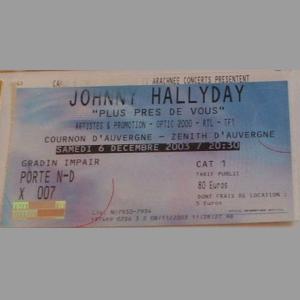 ARACHNEE CONCERTS PRESENTENT
JOHNNY HALLYDAY
"PLUS PRES DE VOUS"
ARTISTES & PROMOTION - OPTIC 2000 - RTL - TF1
COURNON D'AUVERGNE - ZENITH D'AUVERGNE
SAMEDI 6 DECEMBRE 2003 / 20:30
GRADIN IMPAIR
CAT 1
PORTE N-D
TARIF PUBLIC
X 007
80 Euros
DONT FRAIS DE LOCATION :
5 Euros